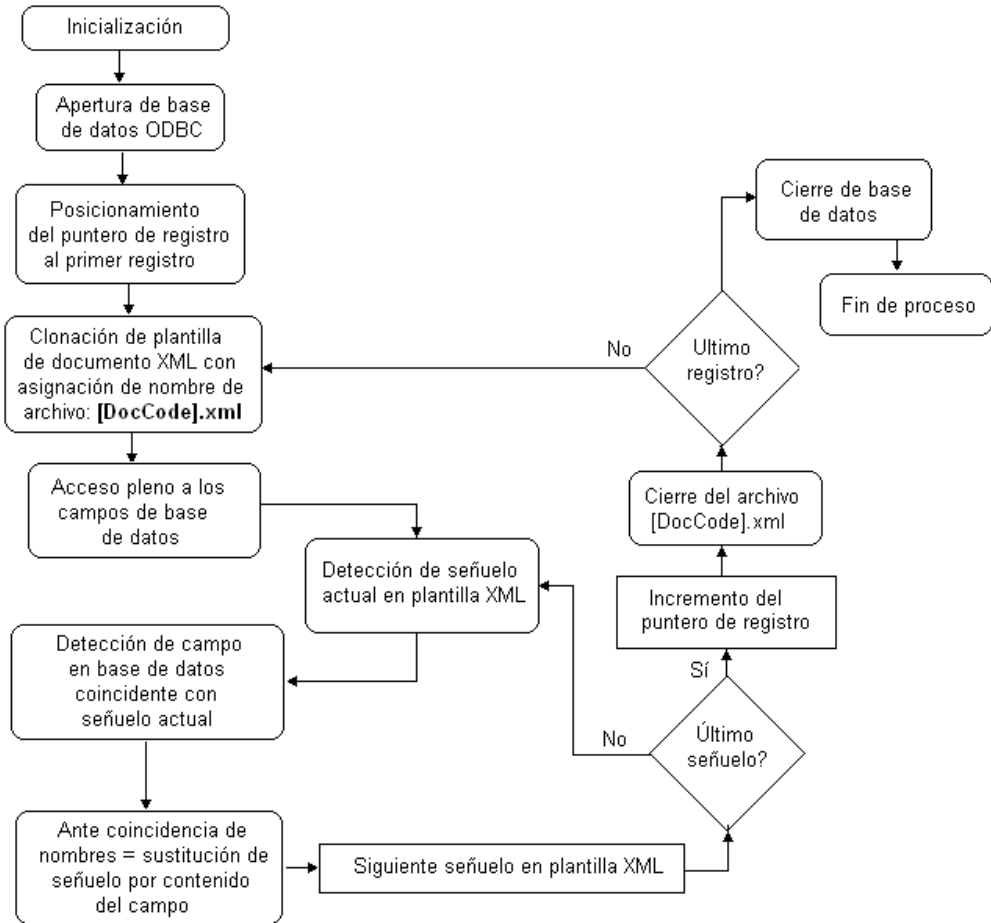 Inicialización
Apertura de base
de datos ODBC
Posicionamiento
del puntero de registro
al primer registro
Clonación de plantilla
de documento XML con
asignación de nombre de
archivo: [DocCode].xml
Acceso pleno a los
campos de base
de datos
Detección de señuelo
actual en plantilla XML
Detección de campo
en base de datos
coincidente con
señuelo actual
Ante coincidencia de
nombres = sustitución de
señuelo por contenido
del campo
Siguiente señuelo en plantilla XML
Último
señuelo?
No
Sí
Incremento del
puntero de registro
Cierre del archivo
[DocCode].xml
Ultimo
registro?
No
Cierre de base
de datos
Fin de proceso